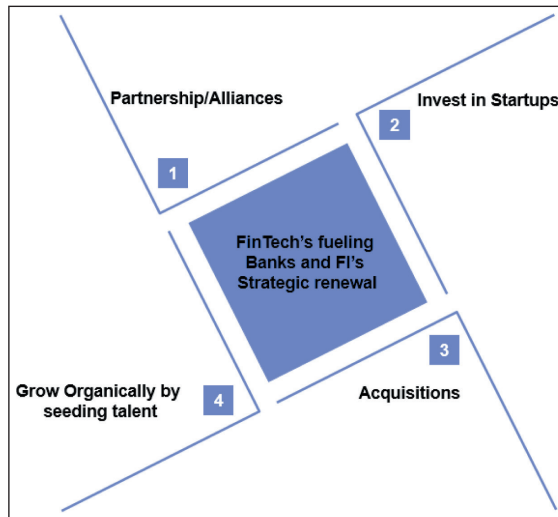 Partnership/Alliances
1
Invest in Startups
2
FinTech's fueling
Banks and FI's
Strategic renewal
3
Acquisitions
Grow Organically by
seeding talent
4